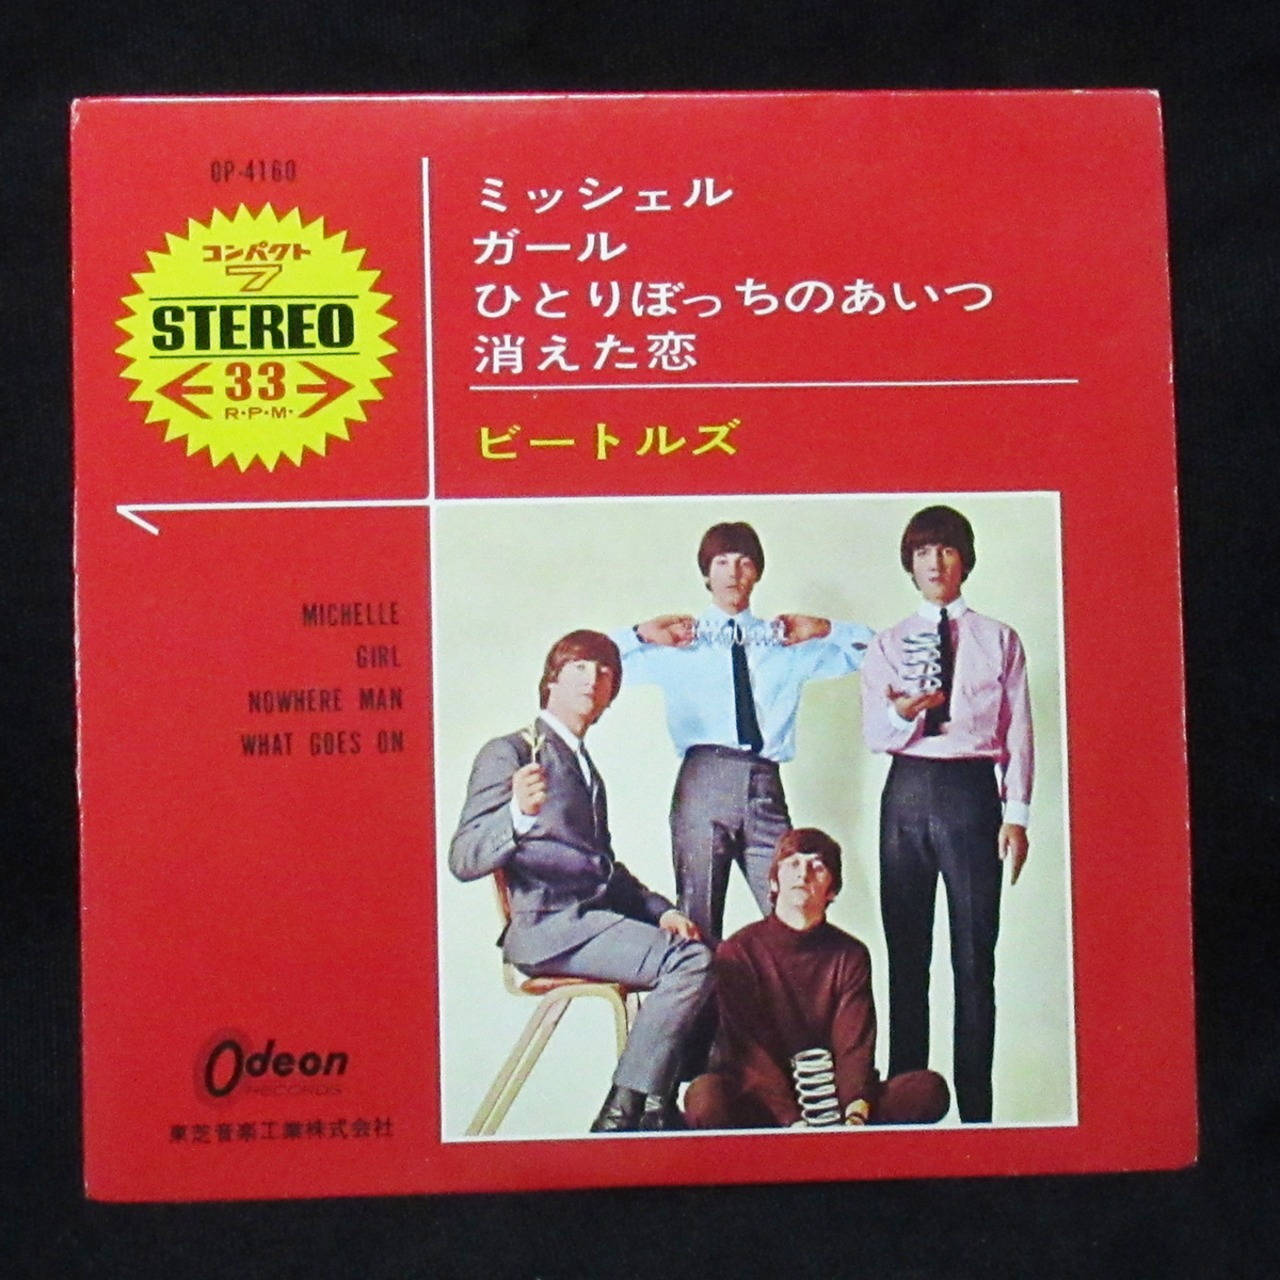 OP-4160
コンパクト
7
STEREO
33
R·P·M·
ミッシェル
ガール
ひとりぼっちのあいつ
消えた恋
ビートルズ
MICHELLE
GIRL
NOWHERE MAN
WHAT GOES ON
Odeon
RECORDS
東芝音楽工業株式会社